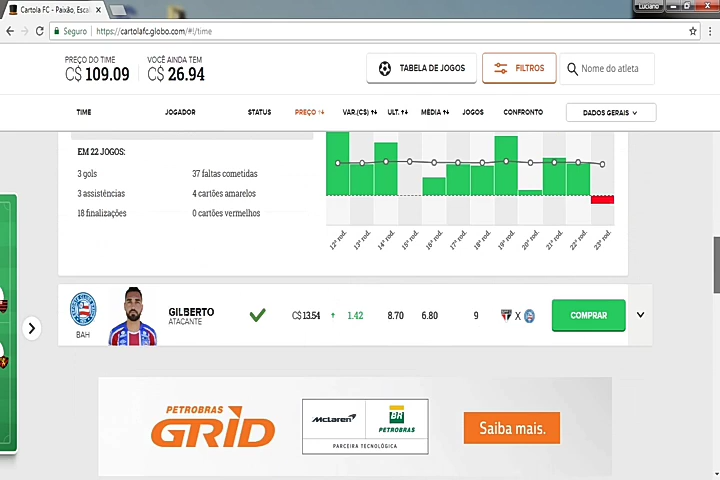 Cartola FC - Paixão, Escal
Luciano
Seguro
https://cartolafc.globo.com/#!/time
PREÇO DO TIME
C$ 109.09
VOCÊ AINDA TEM
C$ 26.94
TABELA DE JOGOS
FILTROS
Nome do atleta
TIME JOGADOR STATUS PREÇO VAR.(C$) ULT. MÉDIA JOGOS CONFRONTO DADOS GERAIS
EM 22 JOGOS:
3 gols 37 faltas cometidas
3 assistências 4 cartões amarelos
18 finalizações 0 cartões vermelhos
12ª rod. 13ª rod. 14ª rod. 15ª rod. 16ª rod. 17ª rod. 18ª rod. 19ª rod. 20ª rod. 21ª rod. 22ª rod. 23ª rod.
BAH
GILBERTO
ATACANTE
C$ 13.54 1.42 8.70 6.80 9 X COMPRAR
PETROBRAS
GRID
McLaren
BR
PETROBRAS
PARCEIRA TECNOLÓGICA
Saiba mais.